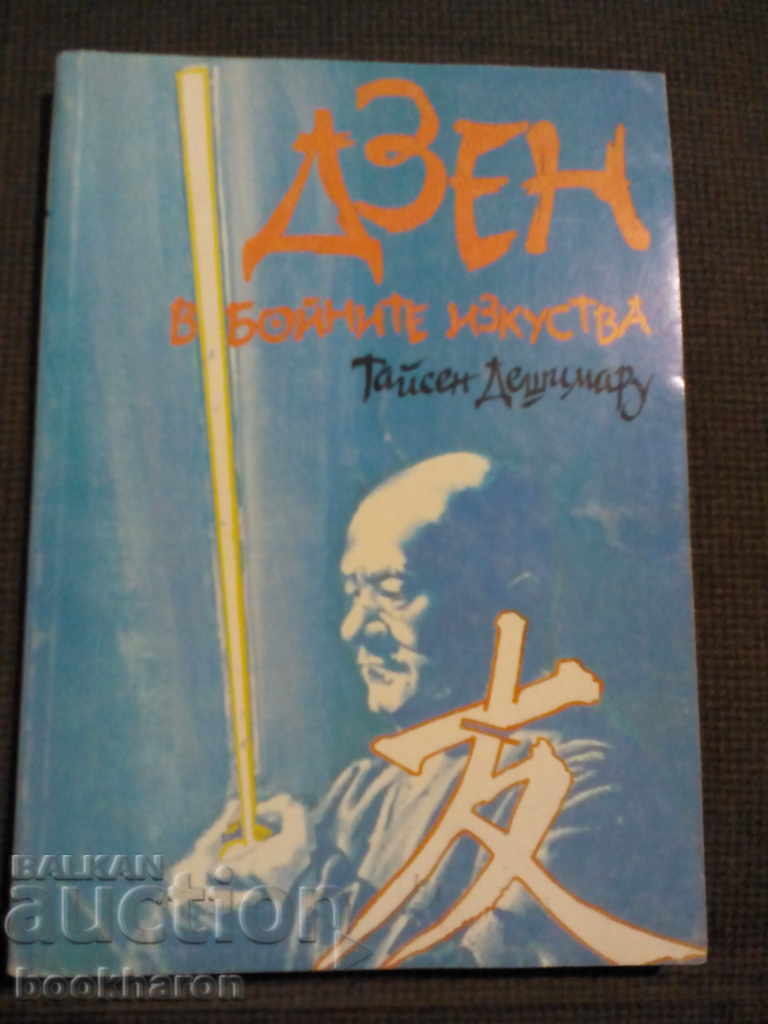 ДЗЕН
В БОЙНИТЕ ИЗКУСТВА
Тайсен Дешимару
友
BALKAN
auction
bookharon